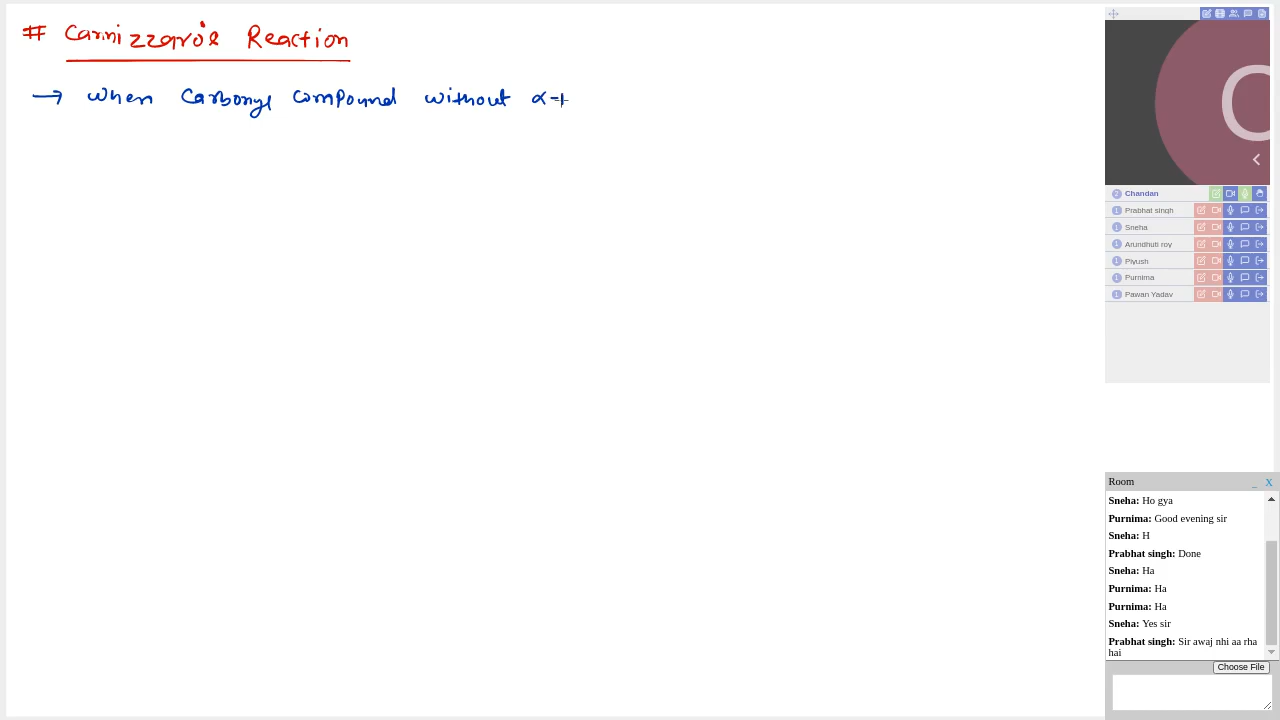 # Cannizzaro's Reaction
→ When Carbonyl Compound without α-
C
Chandan
Prabhat singh
Sneha
Arundhuti roy
Piyush
Purnima
Pawan Yadav
Room _ X
Sneha: Ho gya
Purnima: Good evening sir
Sneha: H
Prabhat singh: Done
Sneha: Ha
Purnima: Ha
Purnima: Ha
Sneha: Yes sir
Prabhat singh: Sir awaj nhi aa rha
hai
Choose File